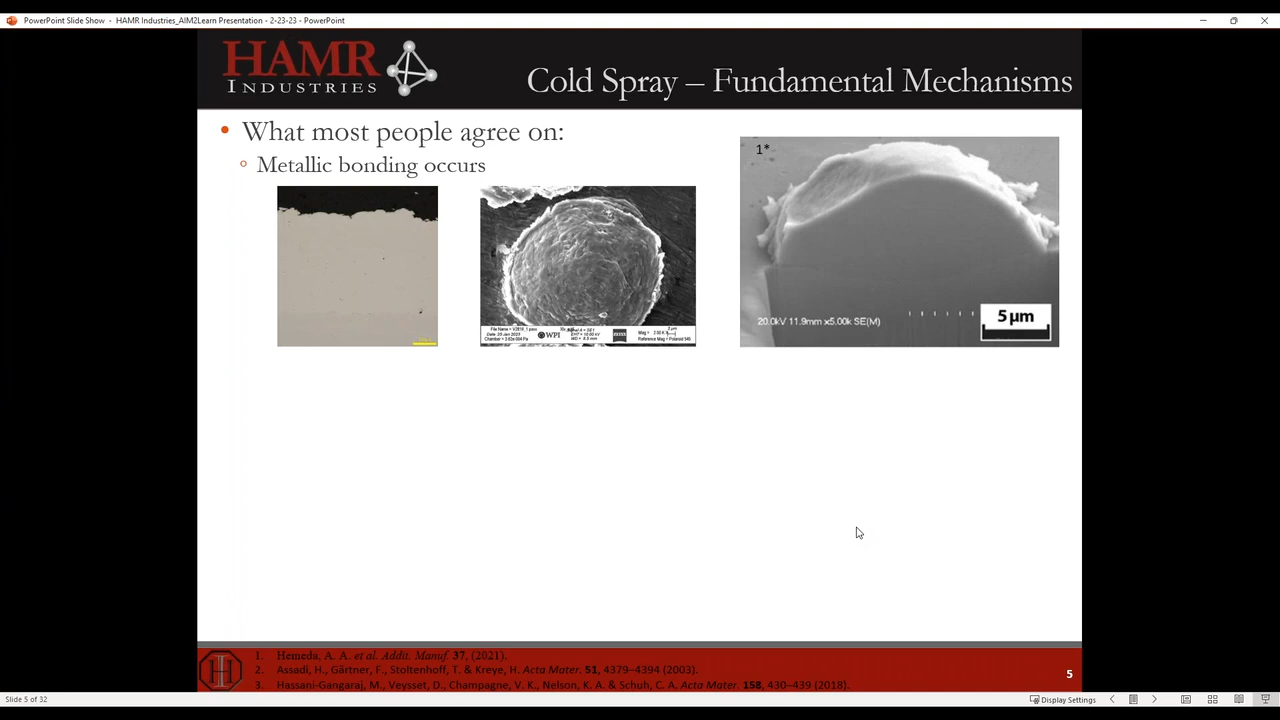 PowerPoint Slide Show - HAMR Industries_AIM2Learn Presentation - 2-23-23 - PowerPoint
HAMR
INDUSTRIES
Cold Spray – Fundamental Mechanisms
What most people agree on:
Metallic bonding occurs
1*
20.0kV 11.9mm x5.00k SE(M)
5 µm
WPI
1. Hemeda, A. A. et al. Addit. Manuf. 37, (2021).
2. Assadi, H., Gärtner, F., Stoltenhoff, T. & Kreye, H. Acta Mater. 51, 4379–4394 (2003).
3. Hassani-Gangaraj, M., Veysset, D., Champagne, V. K., Nelson, K. A. & Schuh, C. A. Acta Mater. 158, 430–439 (2018).
5
Slide 5 of 32
Display Settings